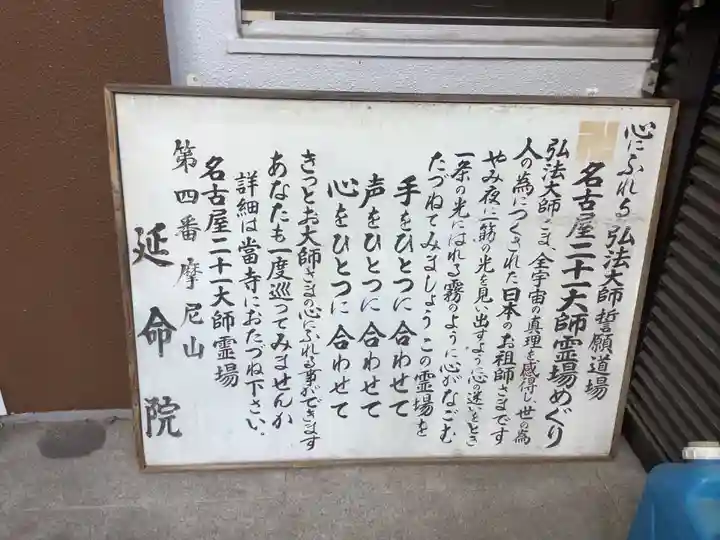 心にふれる弘法大師誓願道場
卍 名古屋二十一大師霊場めぐり
弘法大師さま、全宇宙の真理を感得し、世の為
人の為につくされた日本のお祖師さまです
やみ夜に一筋の光を見い出すように心の迷いをとき
一条の光にはれる霧のように心がなごむ
たづねてみましょうこの霊場を
手をひとつに合わせて
声をひとつに合わせて
心をひとつに合わせて
きっとお大師さまの心にふれる事ができます
あなたも一度巡ってみませんか
詳細は當寺におたづね下さい、
名古屋二十一大師霊場
第四番摩尼山
延命院